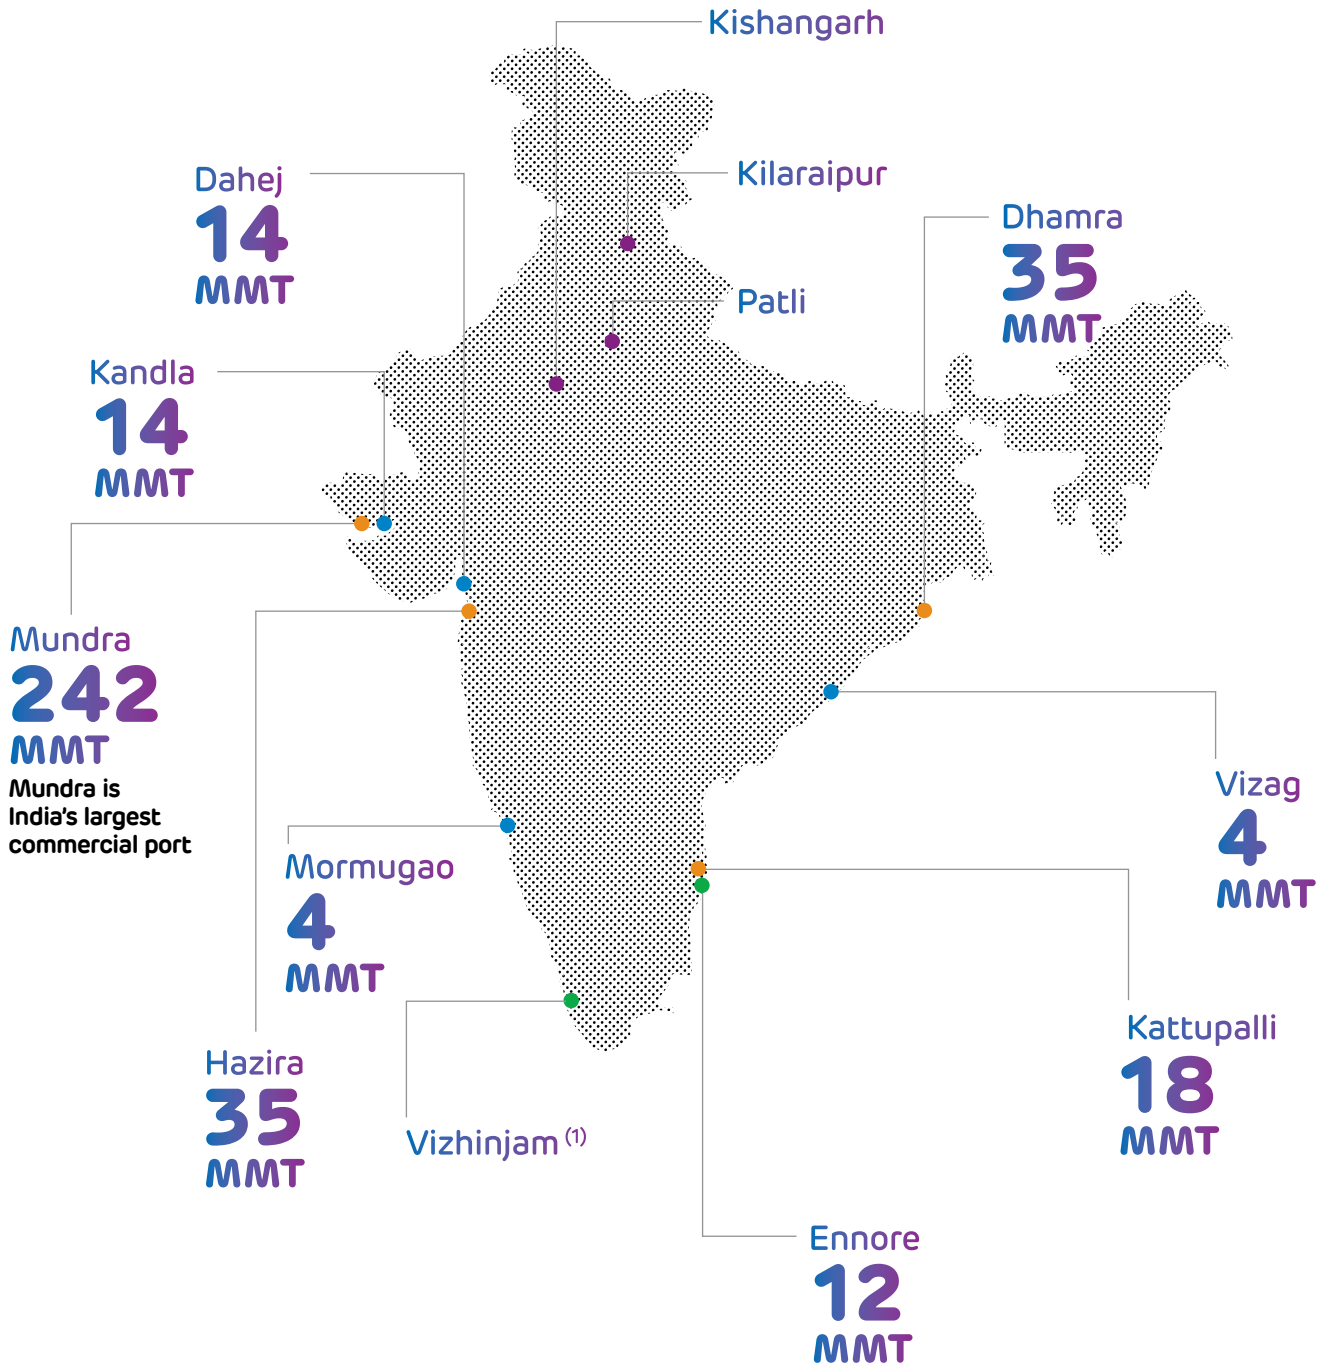 Kishangarh
Dahej
14
MMT
Kilaraipur
Dhamra
35
MMT
Patli
Kandla
14
MMT
Mundra
242
MMT
Mundra is
India's largest
commercial port
Vizag
4
MMT
Mormugao
4
MMT
Kattupalli
18
MMT
Hazira
35
MMT
Vizhinjam (1)
Ennore
12
MMT